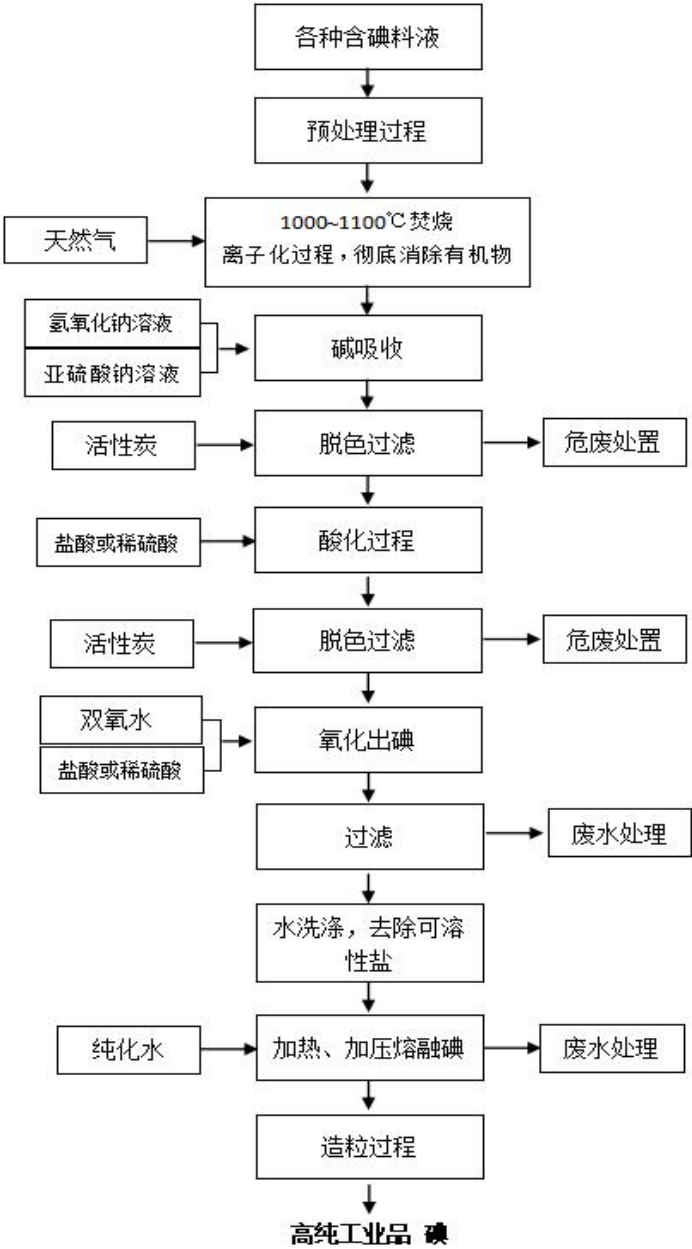 各种含碘料液
预处理过程
天然气
1000~1100℃焚烧
离子化过程，彻底消除有机物
氢氧化钠溶液
亚硫酸钠溶液
碱吸收
活性炭
脱色过滤
危废处置
盐酸或稀硫酸
酸化过程
活性炭
脱色过滤
危废处置
双氧水
盐酸或稀硫酸
氧化出碘
过滤
废水处理
水洗涤，去除可溶
性盐
纯化水
加热、加压熔融碘
废水处理
造粒过程
高纯工业品 碘